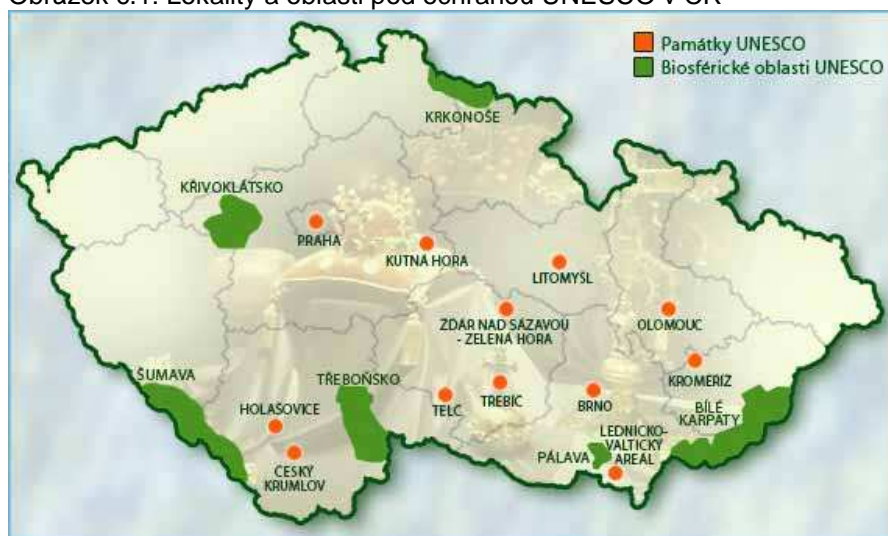 Obrázek 6.1: Lokality a oblasti pod ochranou UNESCO v ČR
Památky UNESCO
Biosférické oblasti UNESCO
KRKONOŠE
KŘIVOKLÁTSKO
PRAHA
KUTNÁ HORA
LITOMYŠL
ŽDÁR NAD SÁZAVOU
- ZELENÁ HORA
OLOMOUC
KROMĚŘÍŽ
ŠUMAVA
TŘEBOŇSKO
HOLAŠOVICE
TELČ
TŘEBÍČ
BRNO
BÍLÉ
KARPATY
LEDNICKO-
VALTICKÝ
AREÁL
PÁLAVA
ČESKÝ
KRUMLOV